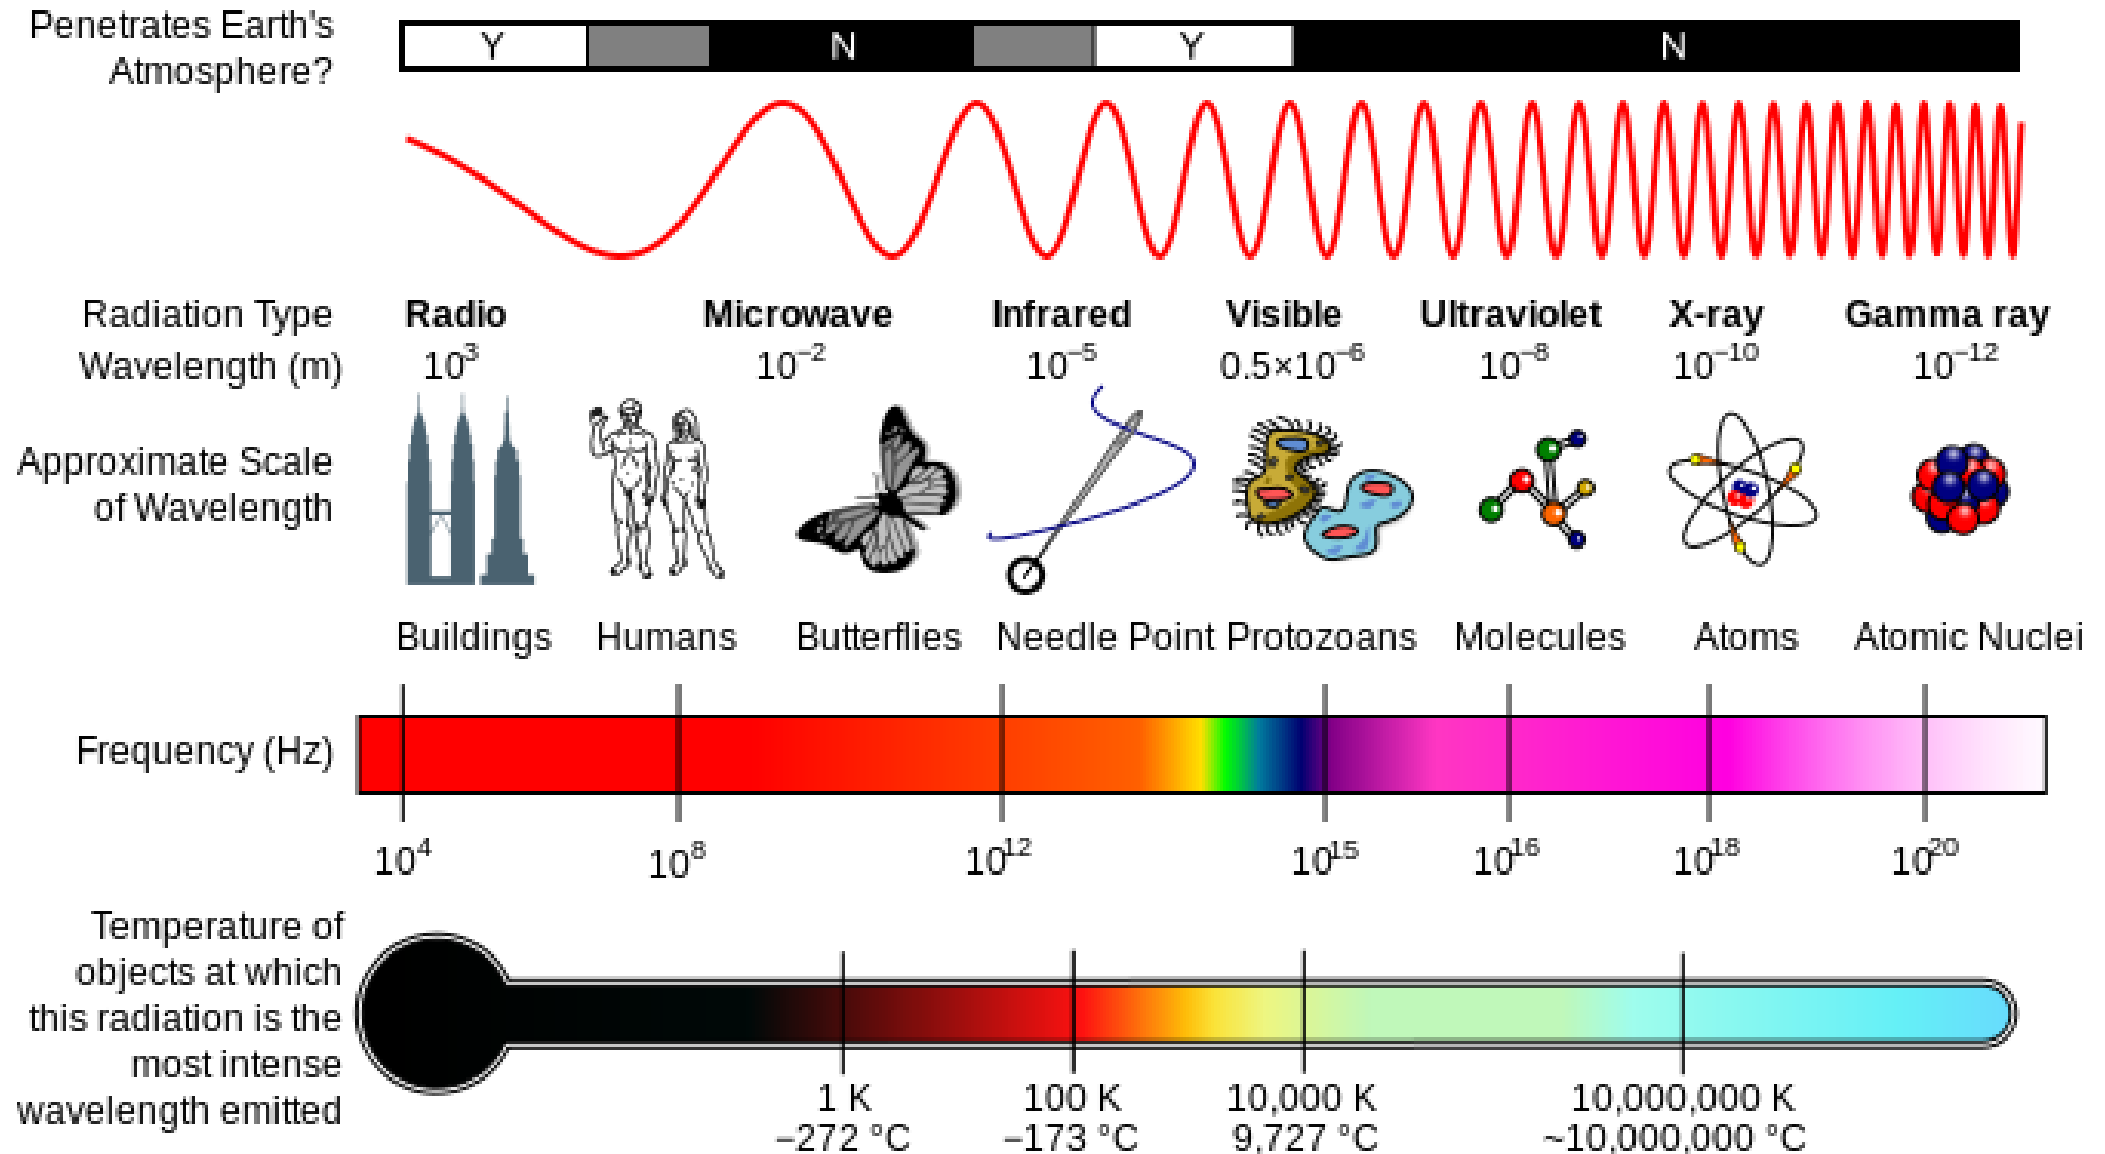 Penetrates Earth's
Atmosphere?
Y N Y N
Radiation Type
Radio Microwave Infrared Visible Ultraviolet X-ray Gamma ray
Wavelength (m)
10³ 10⁻² 10⁻⁵ 0.5×10⁻⁶ 10⁻⁸ 10⁻¹⁰ 10⁻¹²
Approximate Scale
of Wavelength
Buildings Humans Butterflies Needle Point Protozoans Molecules Atoms Atomic Nuclei
Frequency (Hz)
10⁴ 10⁸ 10¹² 10¹⁵ 10¹⁶ 10¹⁸ 10²⁰
Temperature of
objects at which
this radiation is the
most intense
wavelength emitted
1 K 100 K 10,000 K 10,000,000 K
−272 °C −173 °C 9,727 °C ~10,000,000 °C